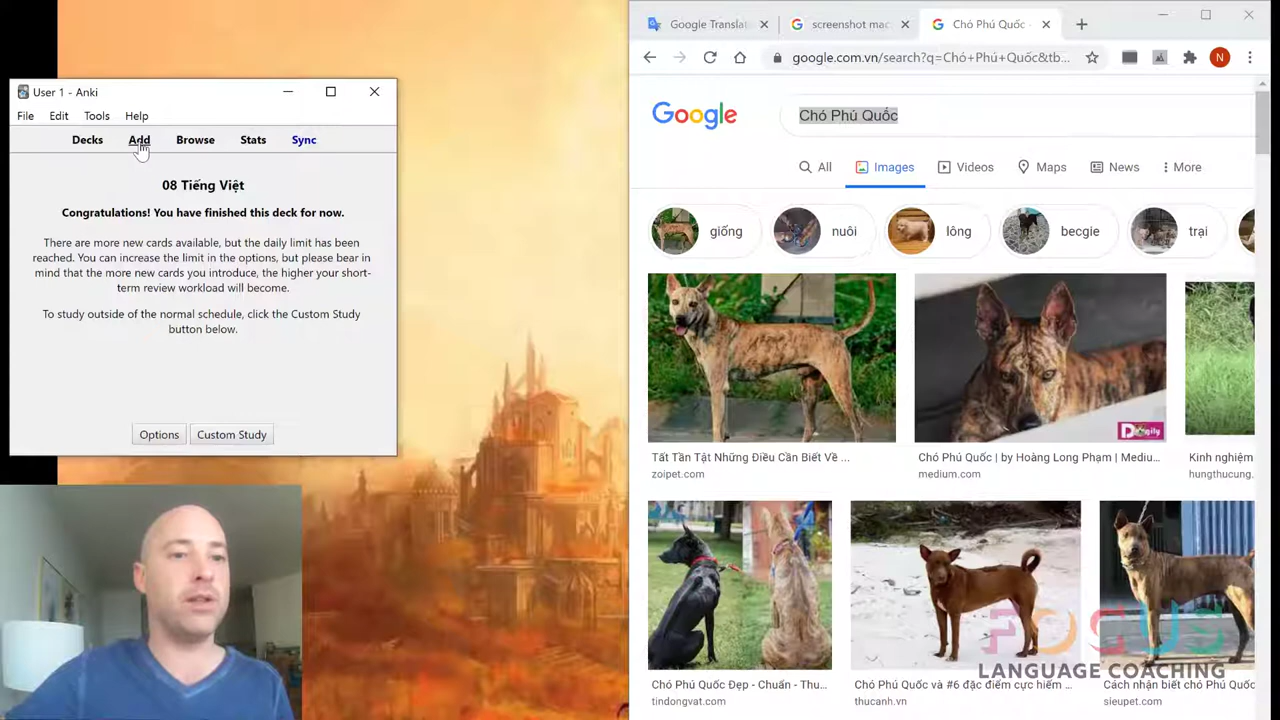 User 1 - Anki
File Edit Tools Help
Decks Add Browse Stats Sync
08 Tiếng Việt
Congratulations! You have finished this deck for now.
There are more new cards available, but the daily limit has been
reached. You can increase the limit in the options, but please bear in
mind that the more new cards you introduce, the higher your short-
term review workload will become.
To study outside of the normal schedule, click the Custom Study
button below.
Options Custom Study
Google Translat
screenshot mac
Chó Phú Quốc -
google.com.vn/search?q=Chó+Phú+Quốc&tb...
N
Google
Chó Phú Quốc
All Images Videos Maps News More
giống nuôi lông becgie trại
Dogily
Tất Tần Tật Những Điều Cần Biết Về ...
zoipet.com
Chó Phú Quốc | by Hoàng Long Phạm | Mediu...
medium.com
Kinh nghiệm
hungthucung.
Chó Phú Quốc Đẹp - Chuẩn - Thu...
tindongvat.com
Chó Phú Quốc và #6 đặc điểm cực hiếm ...
thucanh.vn
Cách nhận biết chó Phú Quốc
sieupet.com
FOCUS
LANGUAGE COACHING